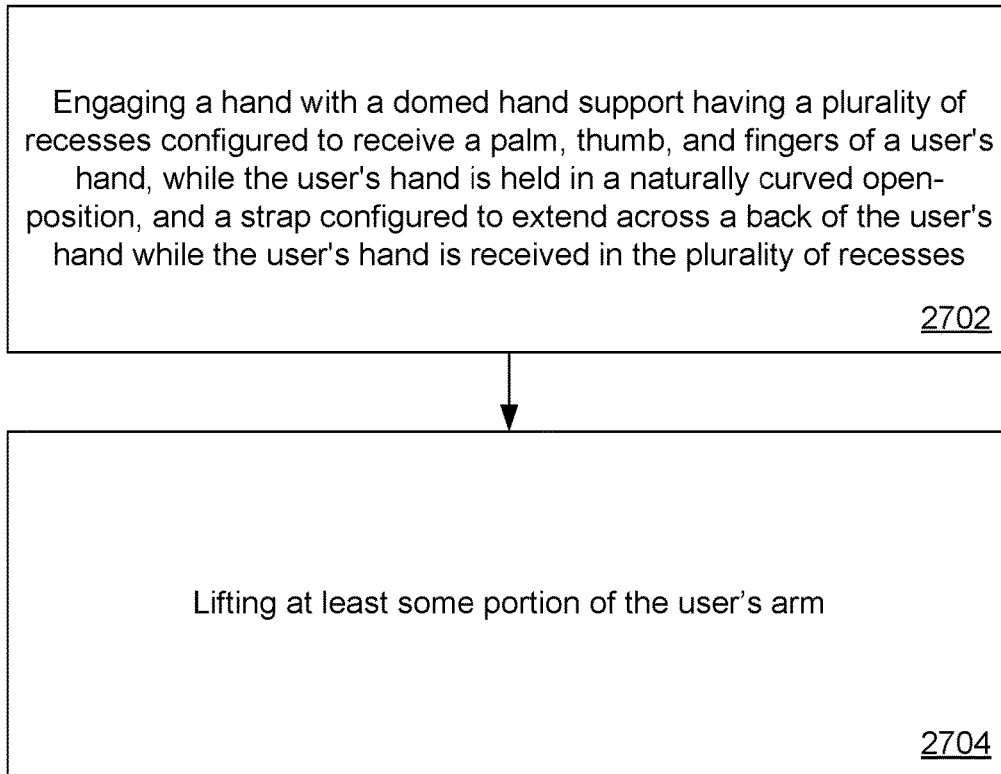 Engaging a hand with a domed hand support having a plurality of
recesses configured to receive a palm, thumb, and fingers of a user's
hand, while the user's hand is held in a naturally curved open-
position, and a strap configured to extend across a back of the user's
hand while the user's hand is received in the plurality of recesses
2702
Lifting at least some portion of the user’s arm
2704